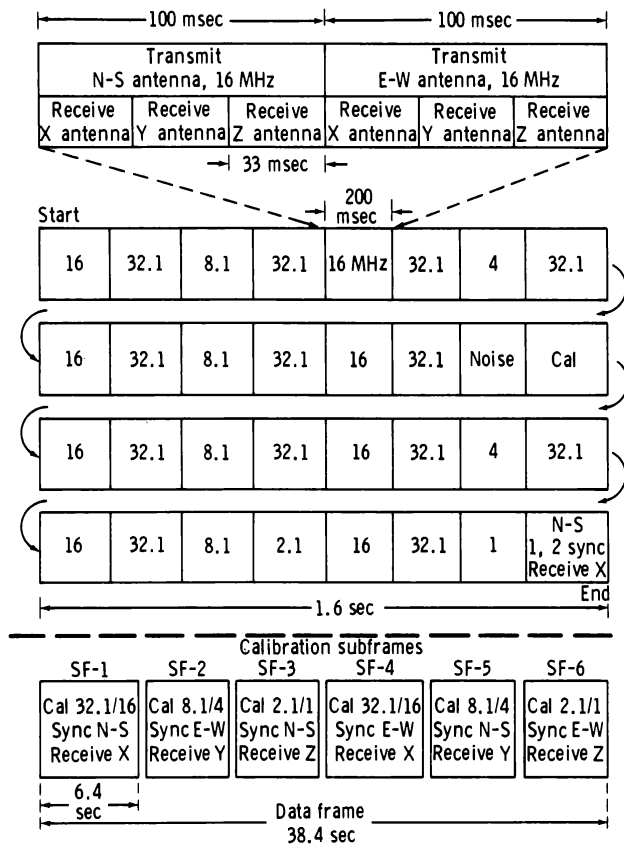 100 msec 100 msec
Transmit Transmit
N-S antenna, 16 MHz E-W antenna, 16 MHz
Receive Receive Receive Receive Receive Receive
X antenna Y antenna Z antenna X antenna Y antenna Z antenna
33 msec
200
msec
Start
16 32.1 8.1 32.1 16 MHz 32.1 4 32.1
16 32.1 8.1 32.1 16 32.1 Noise Cal
16 32.1 8.1 32.1 16 32.1 4 32.1
16 32.1 8.1 2.1 16 32.1 1 N-S
1, 2 sync
Receive X
End
1.6 sec
Calibration subframes
SF-1 SF-2 SF-3 SF-4 SF-5 SF-6
Cal 32.1/16 Cal 8.1/4 Cal 2.1/1 Cal 32.1/16 Cal 8.1/4 Cal 2.1/1
Sync N-S Sync E-W Sync N-S Sync E-W Sync N-S Sync E-W
Receive X Receive Y Receive Z Receive X Receive Y Receive Z
6.4
sec
Data frame
38.4 sec